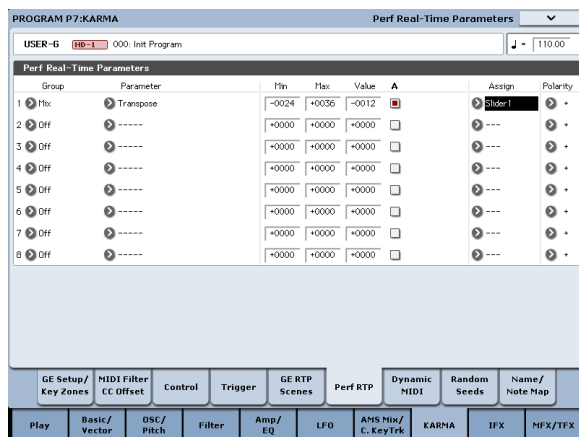 PROGRAM P7:KARMA Perf Real-Time Parameters
USER-G HD-1 000: Init Program ♩ = 110.00
Perf Real-Time Parameters
Group Parameter Min Max Value A Assign Polarity
1 Mix Transpose -0024 +0036 -0012 Slider1 +
2 Off ----- +0000 +0000 +0000 --- +
3 Off ----- +0000 +0000 +0000 --- +
4 Off ----- +0000 +0000 +0000 --- +
5 Off ----- +0000 +0000 +0000 --- +
6 Off ----- +0000 +0000 +0000 --- +
7 Off ----- +0000 +0000 +0000 --- +
8 Off ----- +0000 +0000 +0000 --- +
GE Setup/ Key Zones MIDI Filter CC Offset Control Trigger GE RTP Scenes Perf RTP Dynamic MIDI Random Seeds Name/ Note Map
Play Basic/ Vector OSC/ Pitch Filter Amp/ EQ LFO AMS Mix/ C. KeyTrk KARMA IFX MFX/TFX